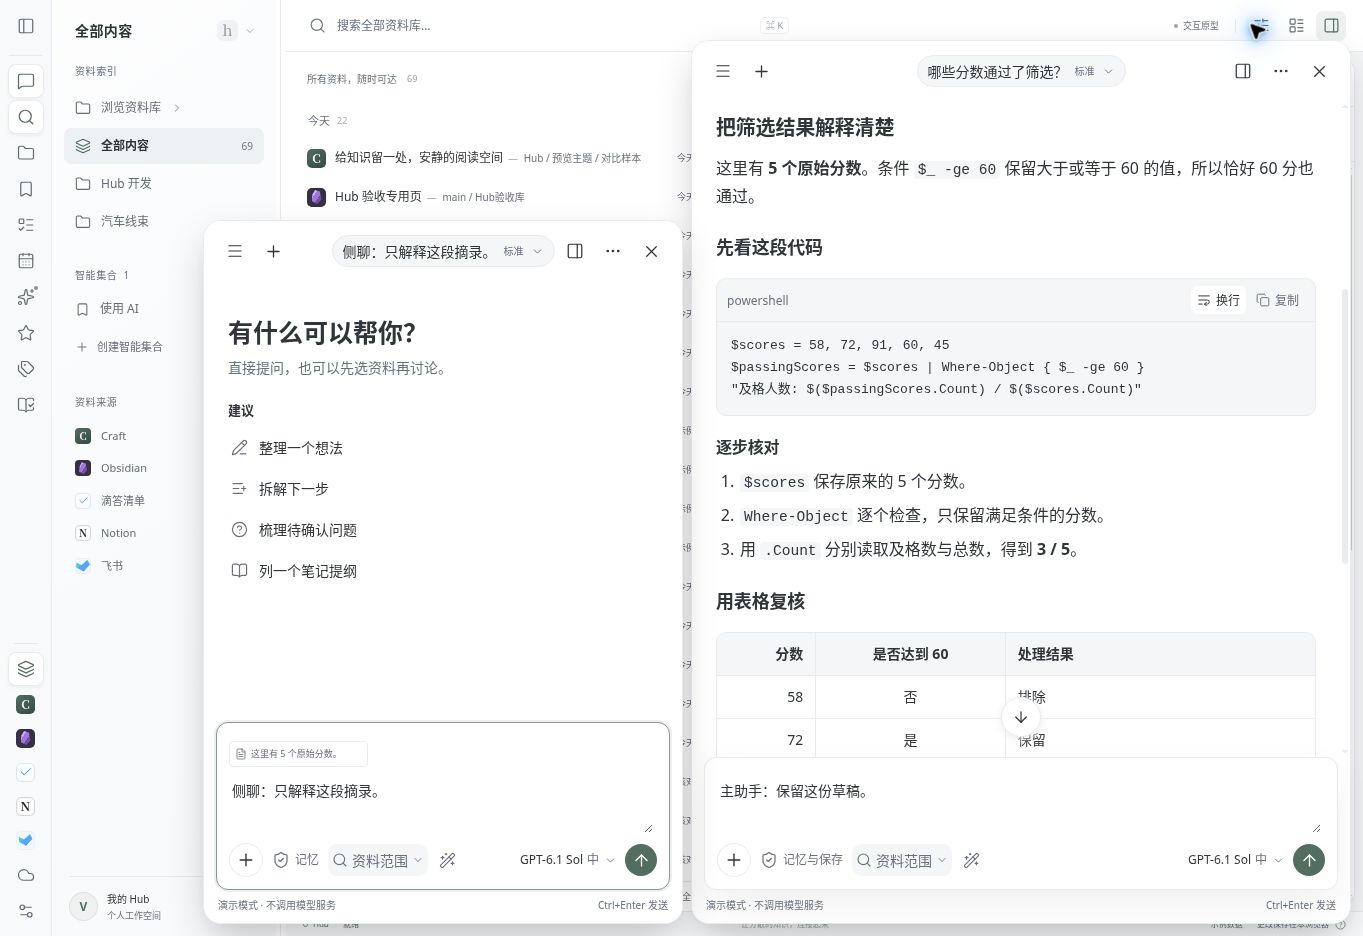 全部内容
h
搜索全部资料库...
⌘ K
交互原型
资料索引
浏览资料库
全部内容 69
Hub 开发
汽车线束
智能集合 1
使用 AI
创建智能集合
资料来源
Craft
Obsidian
滴答清单
Notion
飞书
V
我的 Hub
个人工作空间
所有资料，随时可达 69
今天 22
给知识留一处，安静的阅读空间 — Hub / 预览主题 / 对比样本
Hub 验收专用页 — main / Hub验收库
侧聊：只解释这段摘录。 标准
有什么可以帮你？
直接提问，也可以先选资料再讨论。
建议
整理一个想法
拆解下一步
梳理待确认问题
列一个笔记提纲
这里有 5 个原始分数。
侧聊：只解释这段摘录。
记忆
资料范围
GPT-6.1 Sol 中
演示模式 · 不调用模型服务
Ctrl+Enter 发送
哪些分数通过了筛选？ 标准
把筛选结果解释清楚
这里有 5 个原始分数。条件 $_ -ge 60 保留大于或等于 60 的值，所以恰好 60 分也
通过。
先看这段代码
powershell
换行
复制
$scores = 58, 72, 91, 60, 45
$passingScores = $scores | Where-Object { $_ -ge 60 }
"及格人数: $($passingScores.Count) / $($scores.Count)"
逐步核对
1. $scores 保存原来的 5 个分数。
2. Where-Object 逐个检查，只保留满足条件的分数。
3. 用 .Count 分别读取及格数与总数，得到 3 / 5。
用表格复核
分数 是否达到 60 处理结果
58 否 排除
72 是 保留
主助手：保留这份草稿。
记忆与保存
资料范围
GPT-6.1 Sol 中
演示模式 · 不调用模型服务
Ctrl+Enter 发送